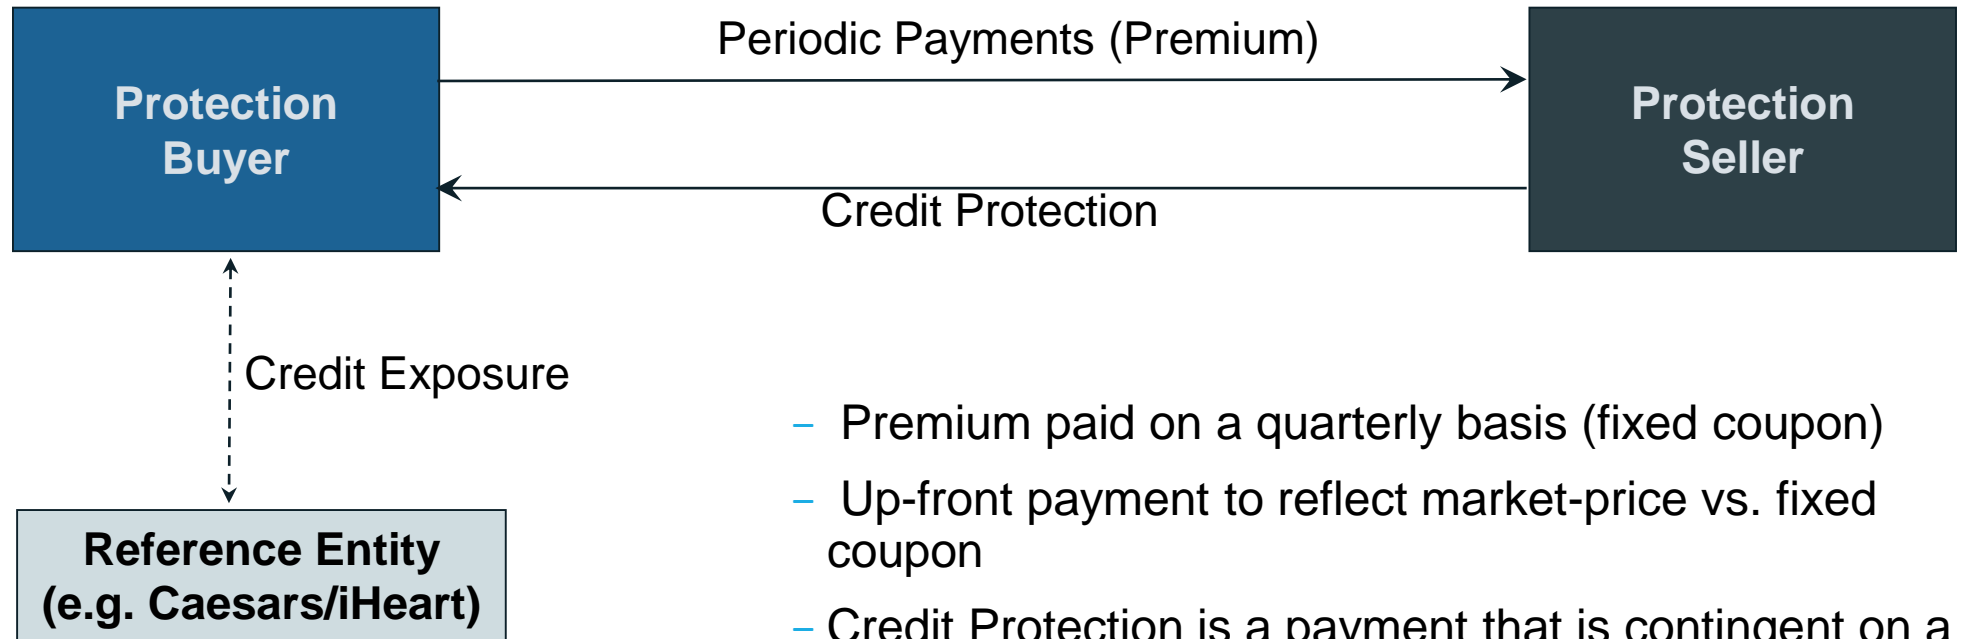 Periodic Payments (Premium)
Protection
Buyer
Protection
Seller
Credit Protection
Credit Exposure
- Premium paid on a quarterly basis (fixed coupon)
- Up-front payment to reflect market-price vs. fixed
coupon
- Credit Protection is a payment that is contingent on a
Reference Entity
(e.g. Caesars/iHeart)